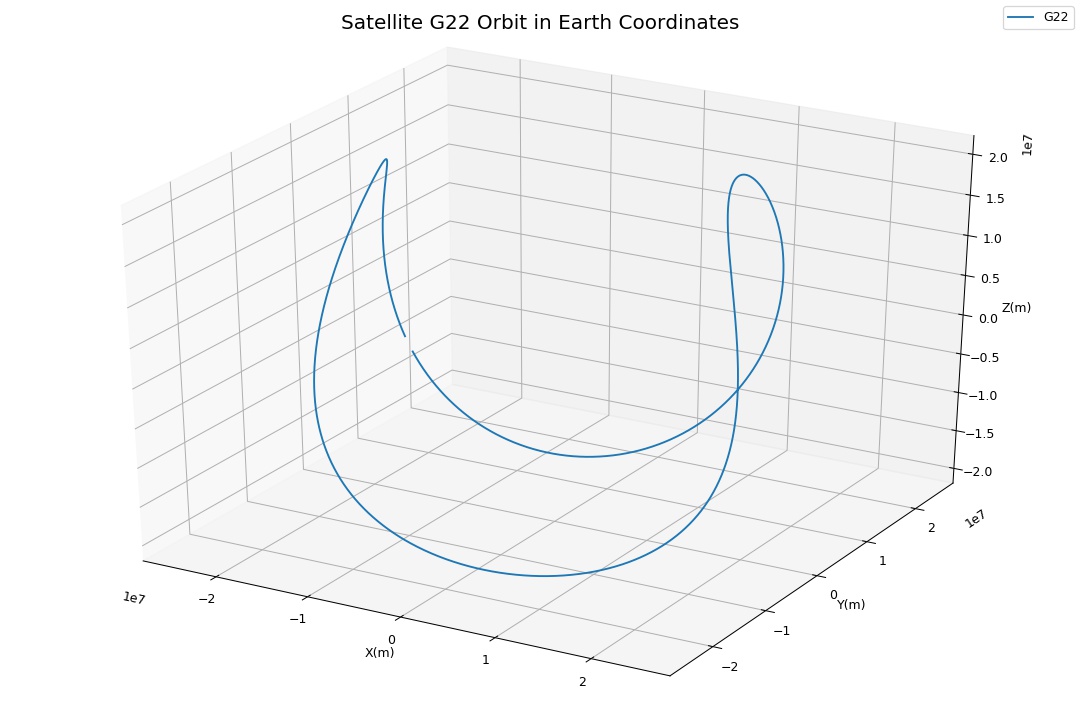 Satellite G22 Orbit in Earth Coordinates
G22
1e7
2.0
1.5
1.0
0.5
0.0
Z(m)
−0.5
−1.0
−1.5
−2.0
1e7
2
1
0
Y(m)
−1
−2
1e7
−2
−1
0
X(m)
1
2